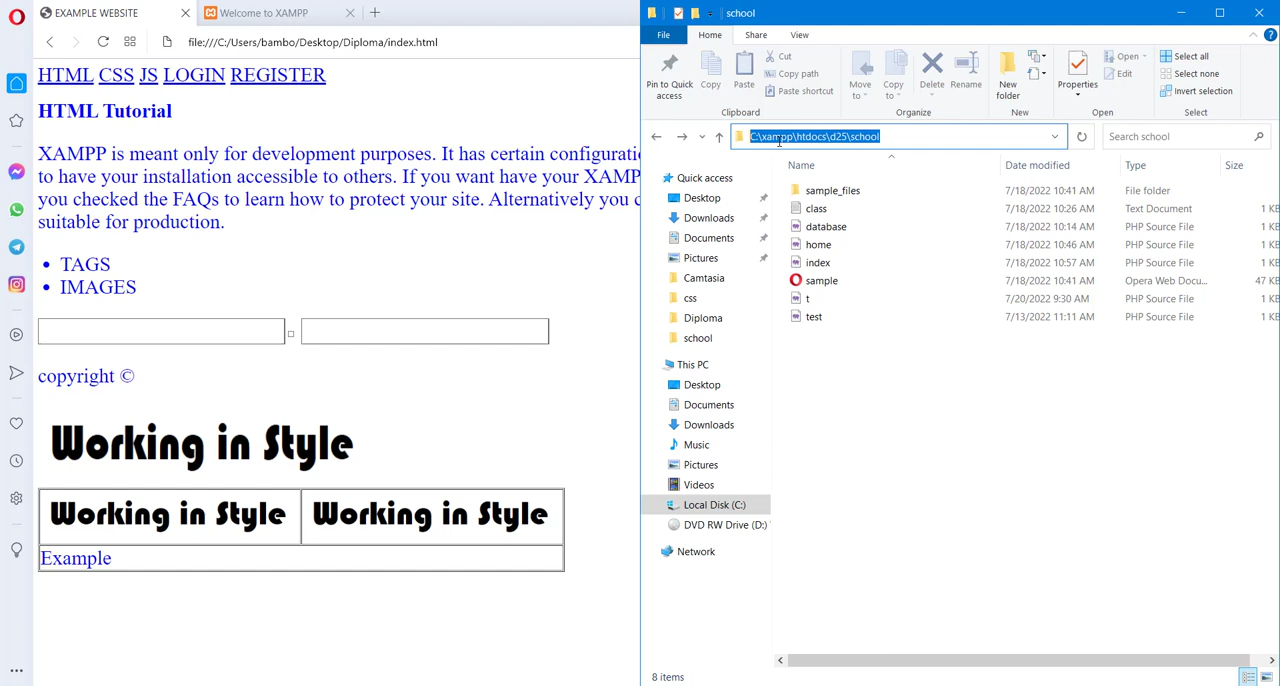 EXAMPLE WEBSITE
Welcome to XAMPP
file:///C:/Users/bambo/Desktop/Diploma/index.html
HTML CSS JS LOGIN REGISTER
HTML Tutorial
XAMPP is meant only for development purposes. It has certain configuratio
to have your installation accessible to others. If you want have your XAMP
you checked the FAQs to learn how to protect your site. Alternatively you c
suitable for production.
TAGS
IMAGES
copyright ©
Working in Style
Working in Style Working in Style
Example
school
File Home Share View
Pin to Quick access
Copy
Paste
Cut
Copy path
Paste shortcut
Clipboard
Move to
Copy to
Delete
Rename
Organize
New folder
New
Properties
Open
Edit
Open
Select all
Select none
Invert selection
Select
C:\xampp\htdocs\d25\school
Search school
Quick access
Desktop
Downloads
Documents
Pictures
Camtasia
css
Diploma
school
This PC
Desktop
Documents
Downloads
Music
Pictures
Videos
Local Disk (C:)
DVD RW Drive (D:)
Network
Name Date modified Type Size
sample_files 7/18/2022 10:41 AM File folder
class 7/18/2022 10:26 AM Text Document 1 K
database 7/18/2022 10:14 AM PHP Source File 1 K
home 7/18/2022 10:46 AM PHP Source File 1 K
index 7/18/2022 10:57 AM PHP Source File 1 K
sample 7/18/2022 10:41 AM Opera Web Docu... 47 K
t 7/20/2022 9:30 AM PHP Source File 1 K
test 7/13/2022 11:11 AM PHP Source File 1 K
8 items